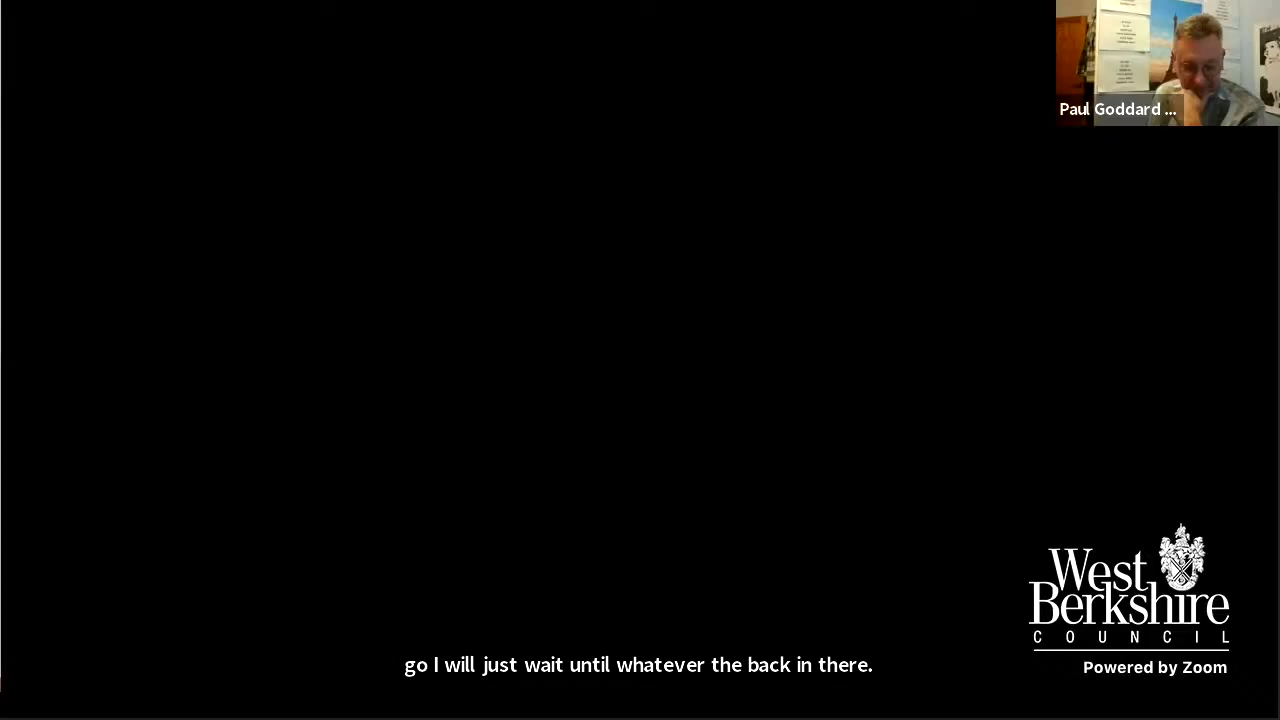 Paul Goddard ...
West
Berkshire
COUNCIL
Powered by Zoom
go I will just wait until whatever the back in there.